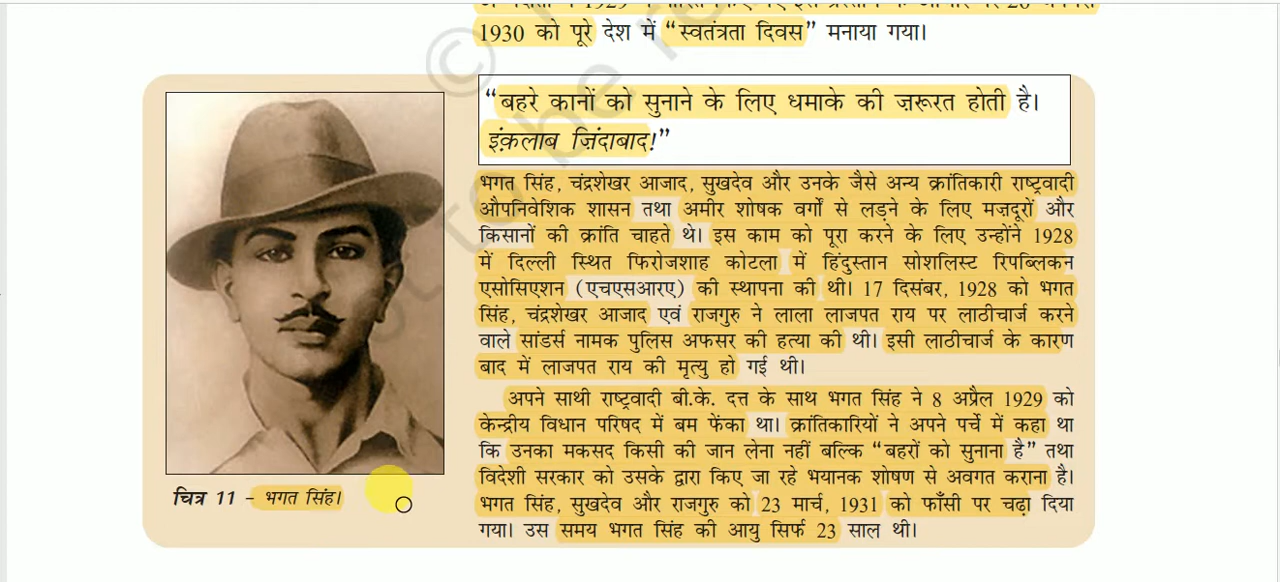 1930 को पूरे देश में “स्वतंत्रता दिवस” मनाया गया।
“बहरे कानों को सुनाने के लिए धमाके की ज़रूरत होती है।
इंक़लाब ज़िंदाबाद!”
भगत सिंह, चंद्रशेखर आजाद, सुखदेव और उनके जैसे अन्य क्रांतिकारी राष्ट्रवादी
औपनिवेशिक शासन तथा अमीर शोषक वर्गों से लड़ने के लिए मज़दूरों और
किसानों की क्रांति चाहते थे। इस काम को पूरा करने के लिए उन्होंने 1928
में दिल्ली स्थित फिरोजशाह कोटला में हिंदुस्तान सोशलिस्ट रिपब्लिकन
एसोसिएशन (एचएसआरए) की स्थापना की थी। 17 दिसंबर, 1928 को भगत
सिंह, चंद्रशेखर आजाद एवं राजगुरु ने लाला लाजपत राय पर लाठीचार्ज करने
वाले सांडर्स नामक पुलिस अफसर की हत्या की थी। इसी लाठीचार्ज के कारण
बाद में लाजपत राय की मृत्यु हो गई थी।
अपने साथी राष्ट्रवादी बी.के. दत्त के साथ भगत सिंह ने 8 अप्रैल 1929 को
केन्द्रीय विधान परिषद में बम फेंका था। क्रांतिकारियों ने अपने पर्चे में कहा था
कि उनका मकसद किसी की जान लेना नहीं बल्कि “बहरों को सुनाना है” तथा
विदेशी सरकार को उसके द्वारा किए जा रहे भयानक शोषण से अवगत कराना है।
भगत सिंह, सुखदेव और राजगुरु को 23 मार्च, 1931 को फाँसी पर चढ़ा दिया
गया। उस समय भगत सिंह की आयु सिर्फ 23 साल थी।
चित्र 11 – भगत सिंह।